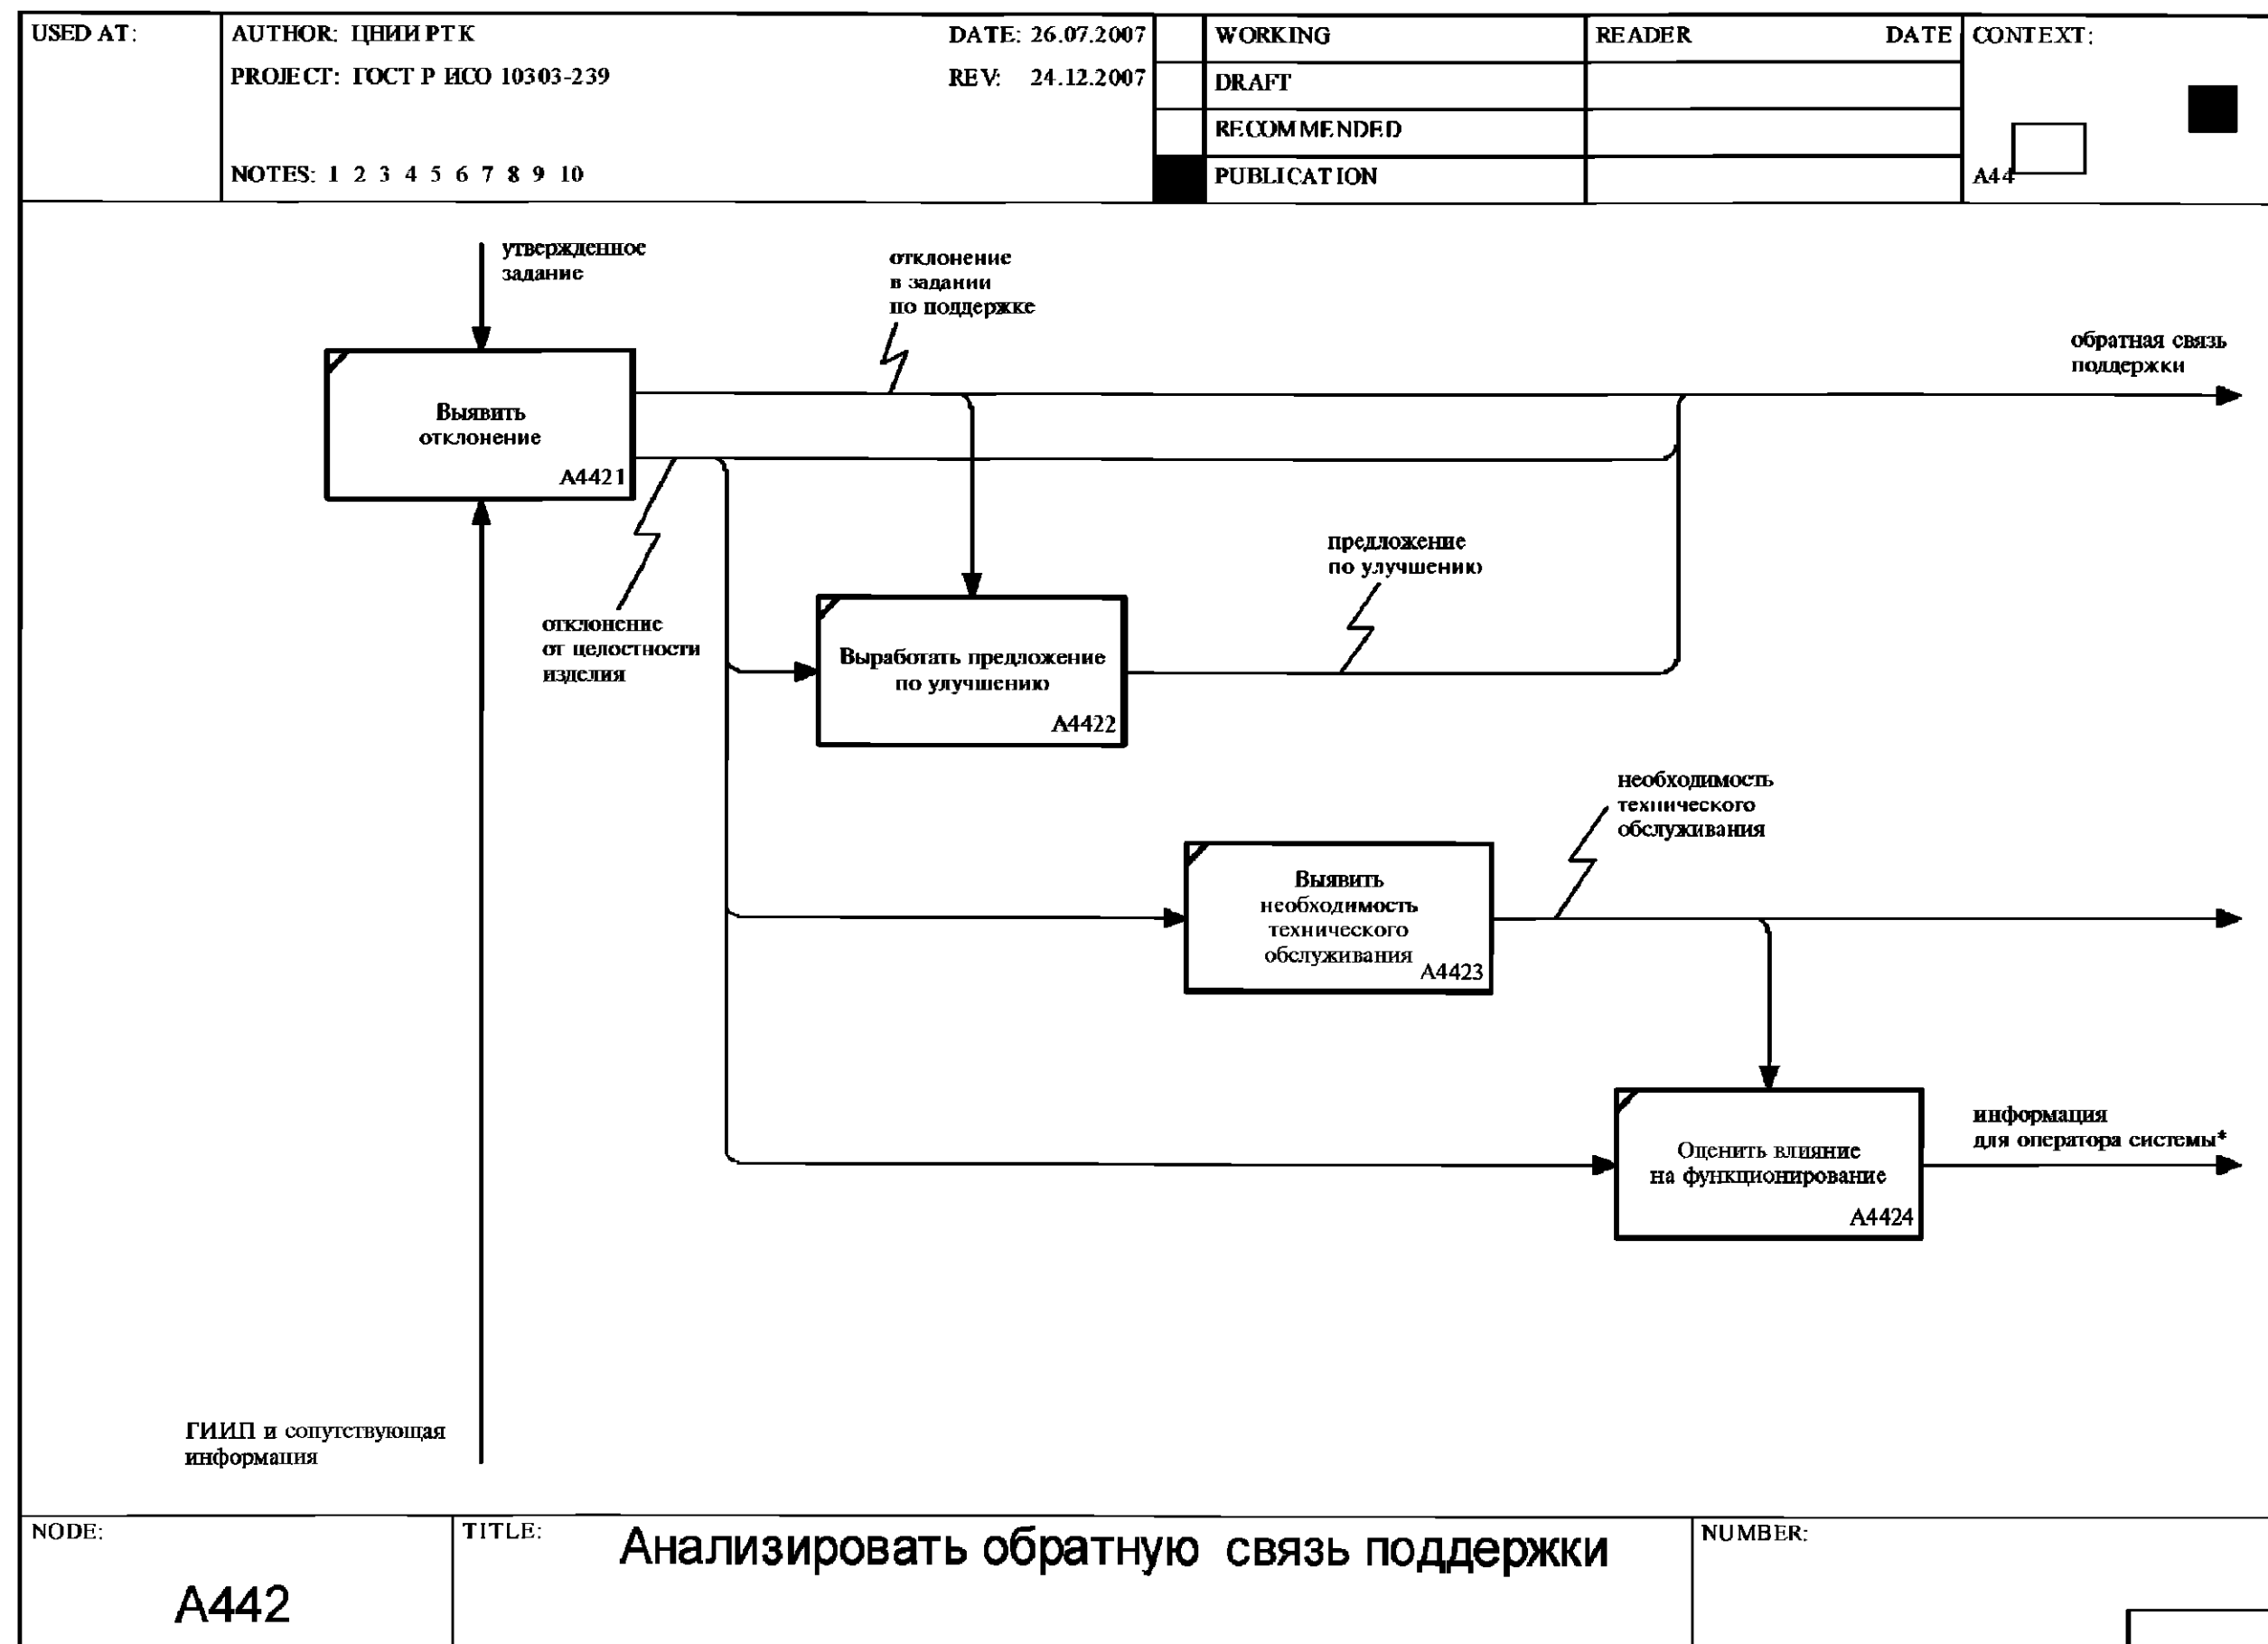 USED AT:
AUTHOR: ЦНИИ РТК
DATE: 26.07.2007
PROJECT: ГОСТ Р ИСО 10303-239
REV: 24.12.2007
NOTES: 1 2 3 4 5 6 7 8 9 10
WORKING
DRAFT
RECOMMENDED
PUBLICATION
READER
DATE
CONTEXT:
A44
утвержденное
задание
отклонение
в задании
по поддержке
обратная связь
поддержки
Выявить
отклонение
A4421
предложение
по улучшению
отклонение
от целостности
изделия
Выработать предложение
по улучшению
A4422
необходимость
технического
обслуживания
Выявить
необходимость
технического
обслуживания
A4423
информация
для оператора системы*
Оценить влияние
на функционирование
A4424
ГИИП и сопутствующая
информация
NODE:
A442
TITLE:
Анализировать обратную связь поддержки
NUMBER: